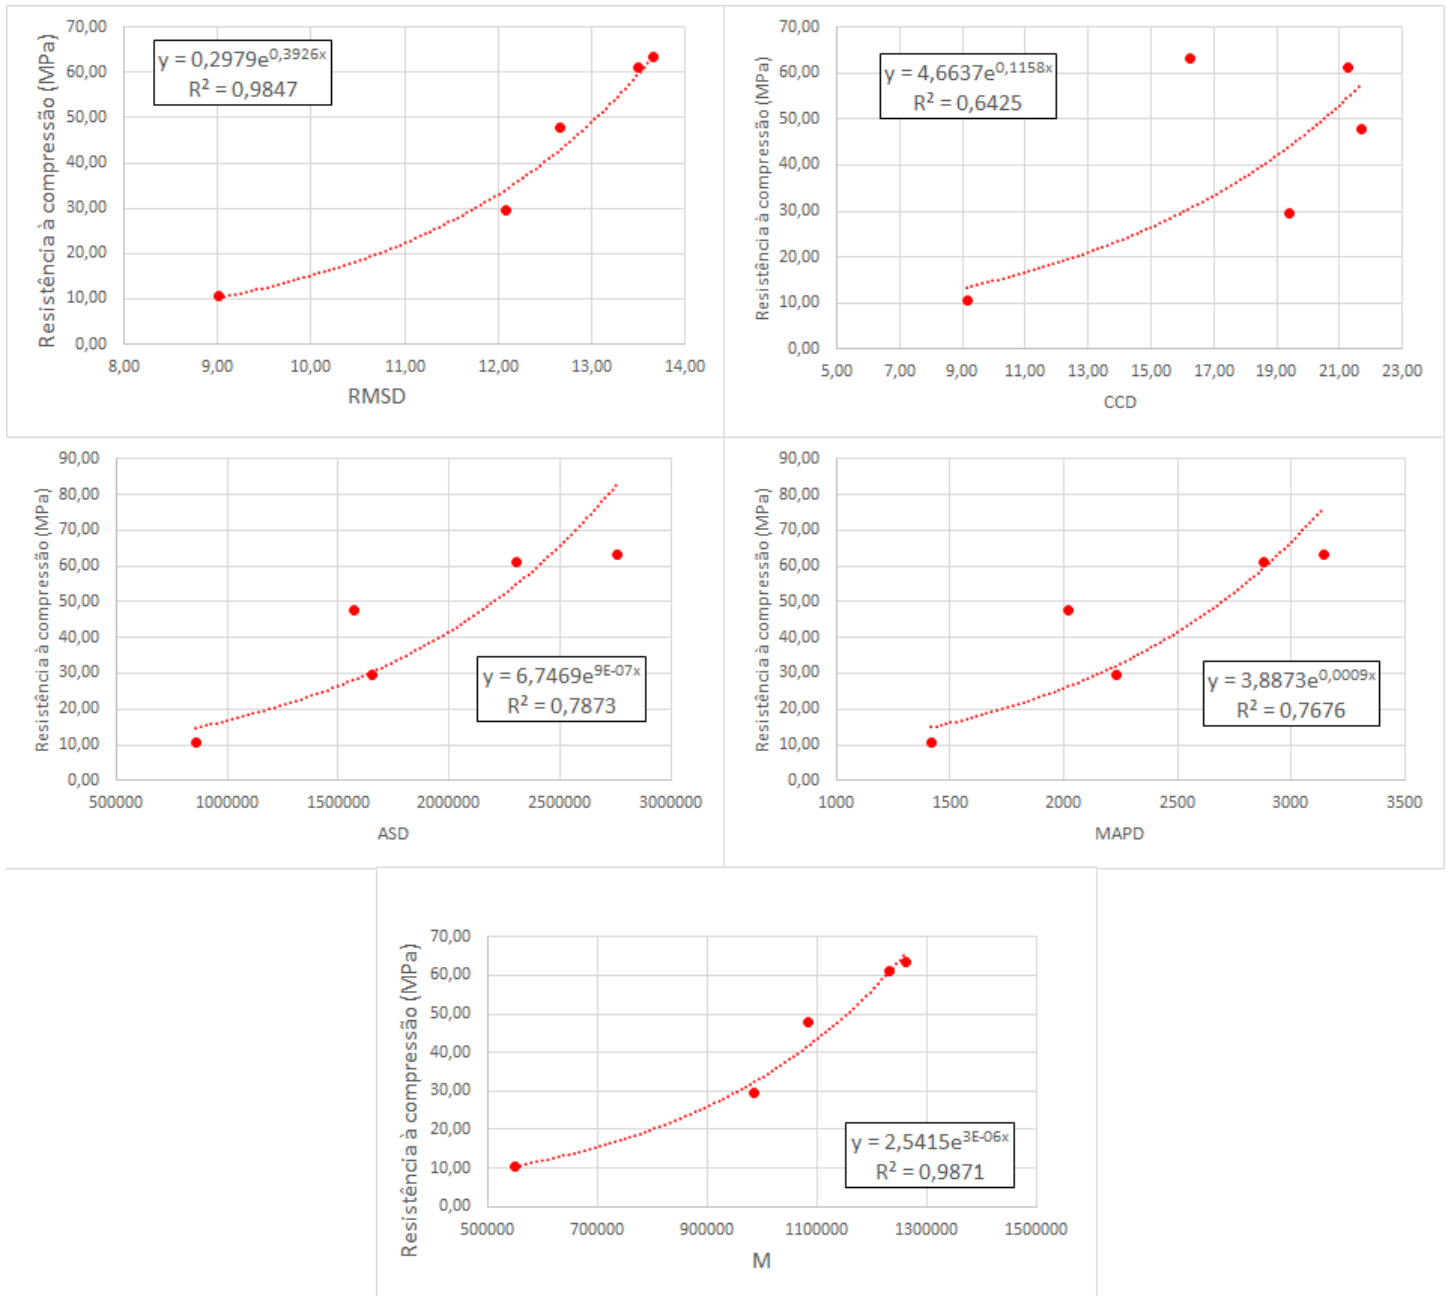 Resistência à compressão (MPa)
70,00
60,00
50,00
40,00
30,00
20,00
10,00
0,00
y = 0,2979e^0,3926x
R² = 0,9847
8,00 9,00 10,00 11,00 12,00 13,00 14,00
RMSD
Resistência à compressão (MPa)
70,00
60,00
50,00
40,00
30,00
20,00
10,00
0,00
y = 4,6637e^0,1158x
R² = 0,6425
5,00 7,00 9,00 11,00 13,00 15,00 17,00 19,00 21,00 23,00
CCD
Resistência à compressão (MPa)
90,00
80,00
70,00
60,00
50,00
40,00
30,00
20,00
10,00
0,00
y = 6,7469e^9E-07x
R² = 0,7873
500000 1000000 1500000 2000000 2500000 3000000
ASD
Resistência à compressão (MPa)
90,00
80,00
70,00
60,00
50,00
40,00
30,00
20,00
10,00
0,00
y = 3,8873e^0,0009x
R² = 0,7676
1000 1500 2000 2500 3000 3500
MAPD
Resistência à compressão (MPa)
70,00
60,00
50,00
40,00
30,00
20,00
10,00
0,00
y = 2,5415e^3E-06x
R² = 0,9871
500000 700000 900000 1100000 1300000 1500000
M